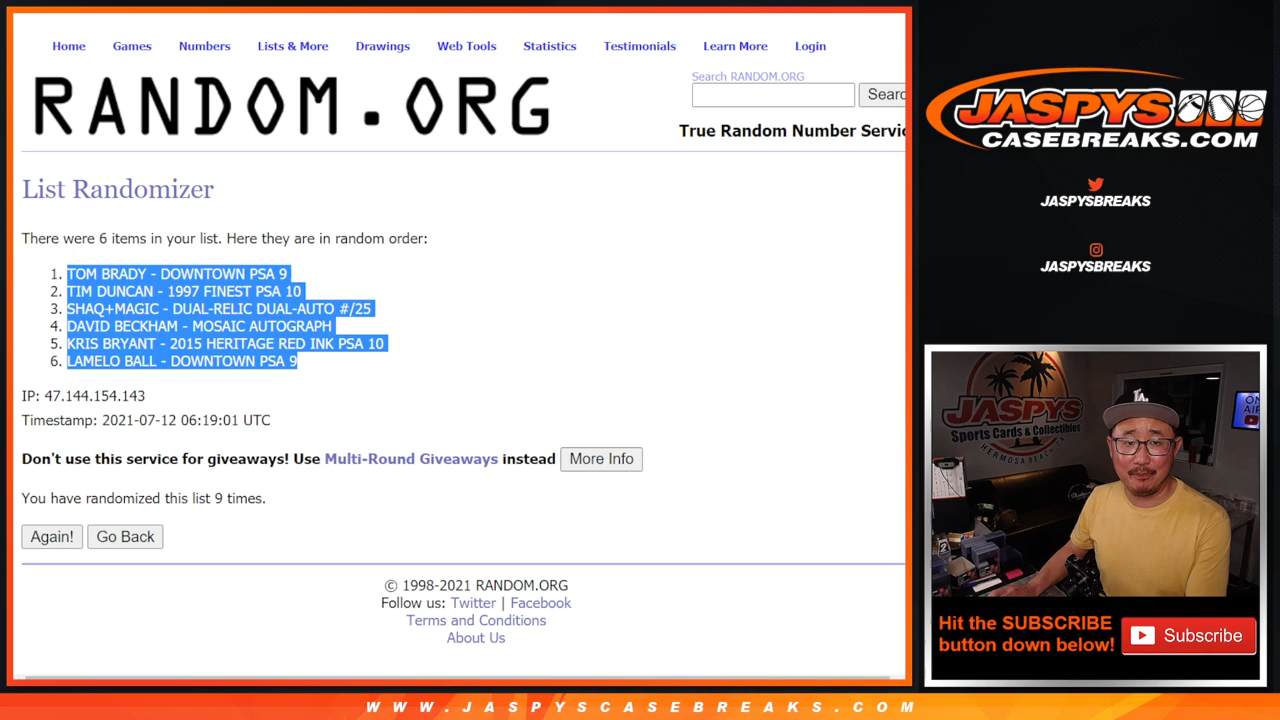 Home Games Numbers Lists & More Drawings Web Tools Statistics Testimonials Learn More Login
RANDOM.ORG
Search RANDOM.ORG
True Random Number Servic
List Randomizer
There were 6 items in your list. Here they are in random order:
1. TOM BRADY - DOWNTOWN PSA 9
2. TIM DUNCAN - 1997 FINEST PSA 10
3. SHAQ+MAGIC - DUAL-RELIC DUAL-AUTO #/25
4. DAVID BECKHAM - MOSAIC AUTOGRAPH
5. KRIS BRYANT - 2015 HERITAGE RED INK PSA 10
6. LAMELO BALL - DOWNTOWN PSA 9
IP: 47.144.154.143
Timestamp: 2021-07-12 06:19:01 UTC
Don't use this service for giveaways! Use Multi-Round Giveaways instead More Info
You have randomized this list 9 times.
Again! Go Back
© 1998-2021 RANDOM.ORG
Follow us: Twitter | Facebook
Terms and Conditions
About Us
JASPYS
CASEBREAKS.COM
JASPYSBREAKS
JASPYSBREAKS
JASPYS
Sports Cards & Collectibles
HERMOSA BEACH
ON
AIR
LA
2
Hit the SUBSCRIBE
button down below!
Subscribe
WWW.JASPYSCASEBREAKS.COM